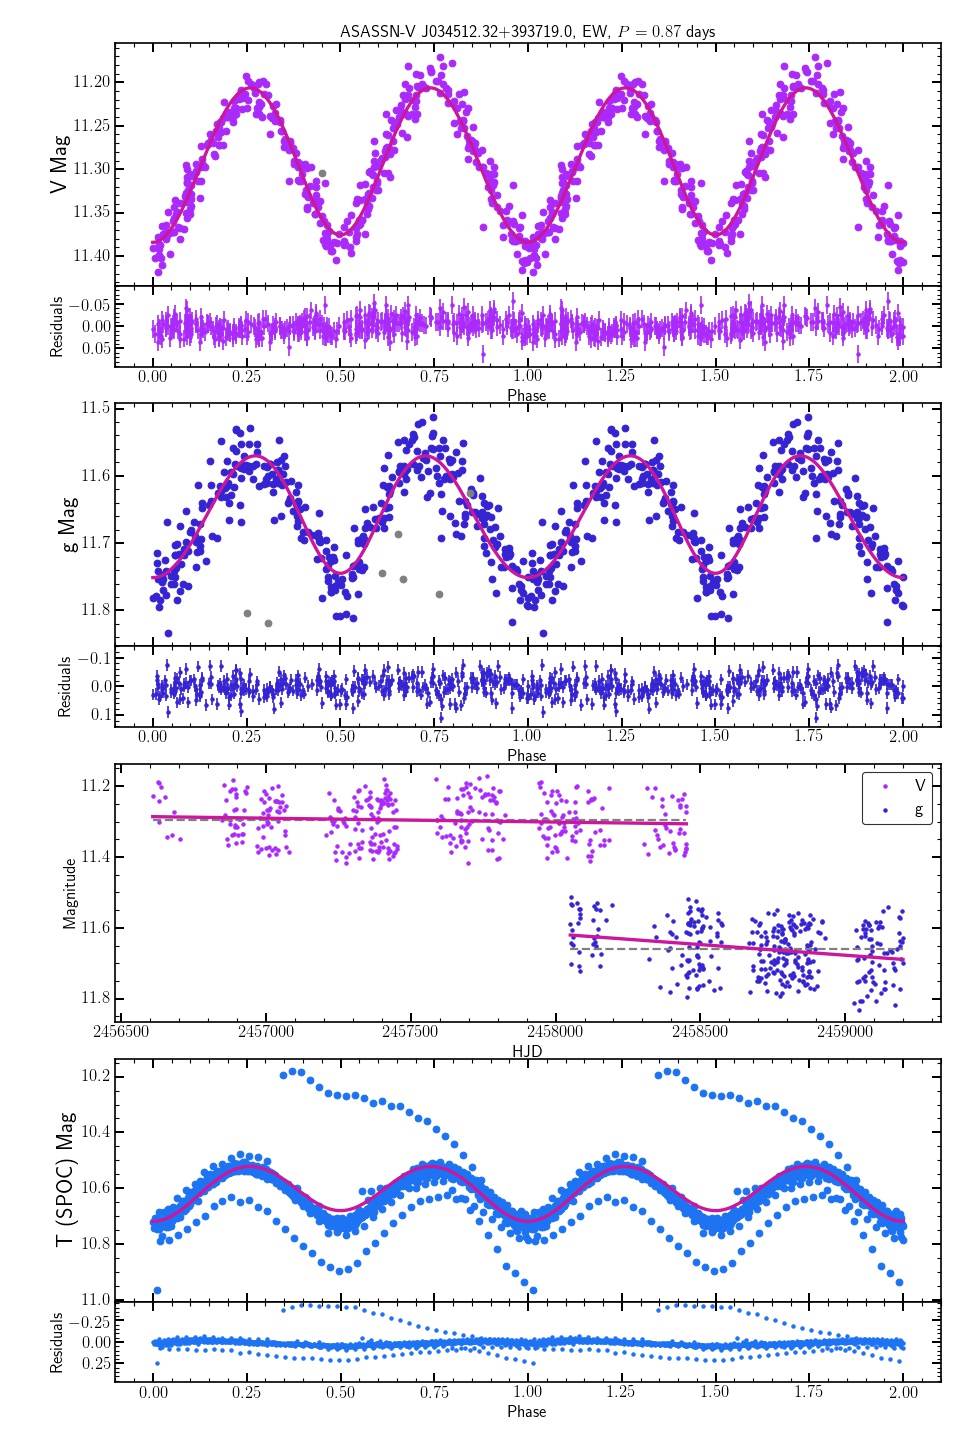 ASASSN-V J034512.32+393719.0, EW, P = 0.87 days
V Mag
11.20
11.25
11.30
11.35
11.40
Residuals
−0.05
0.00
0.05
0.00 0.25 0.50 0.75 1.00 1.25 1.50 1.75 2.00
Phase
g Mag
11.5
11.6
11.7
11.8
Residuals
−0.1
0.0
0.1
0.00 0.25 0.50 0.75 1.00 1.25 1.50 1.75 2.00
Phase
Magnitude
11.2
11.4
11.6
11.8
V
g
2456500 2457000 2457500 2458000 2458500 2459000
HJD
T (SPOC) Mag
10.2
10.4
10.6
10.8
11.0
Residuals
−0.25
0.00
0.25
0.00 0.25 0.50 0.75 1.00 1.25 1.50 1.75 2.00
Phase